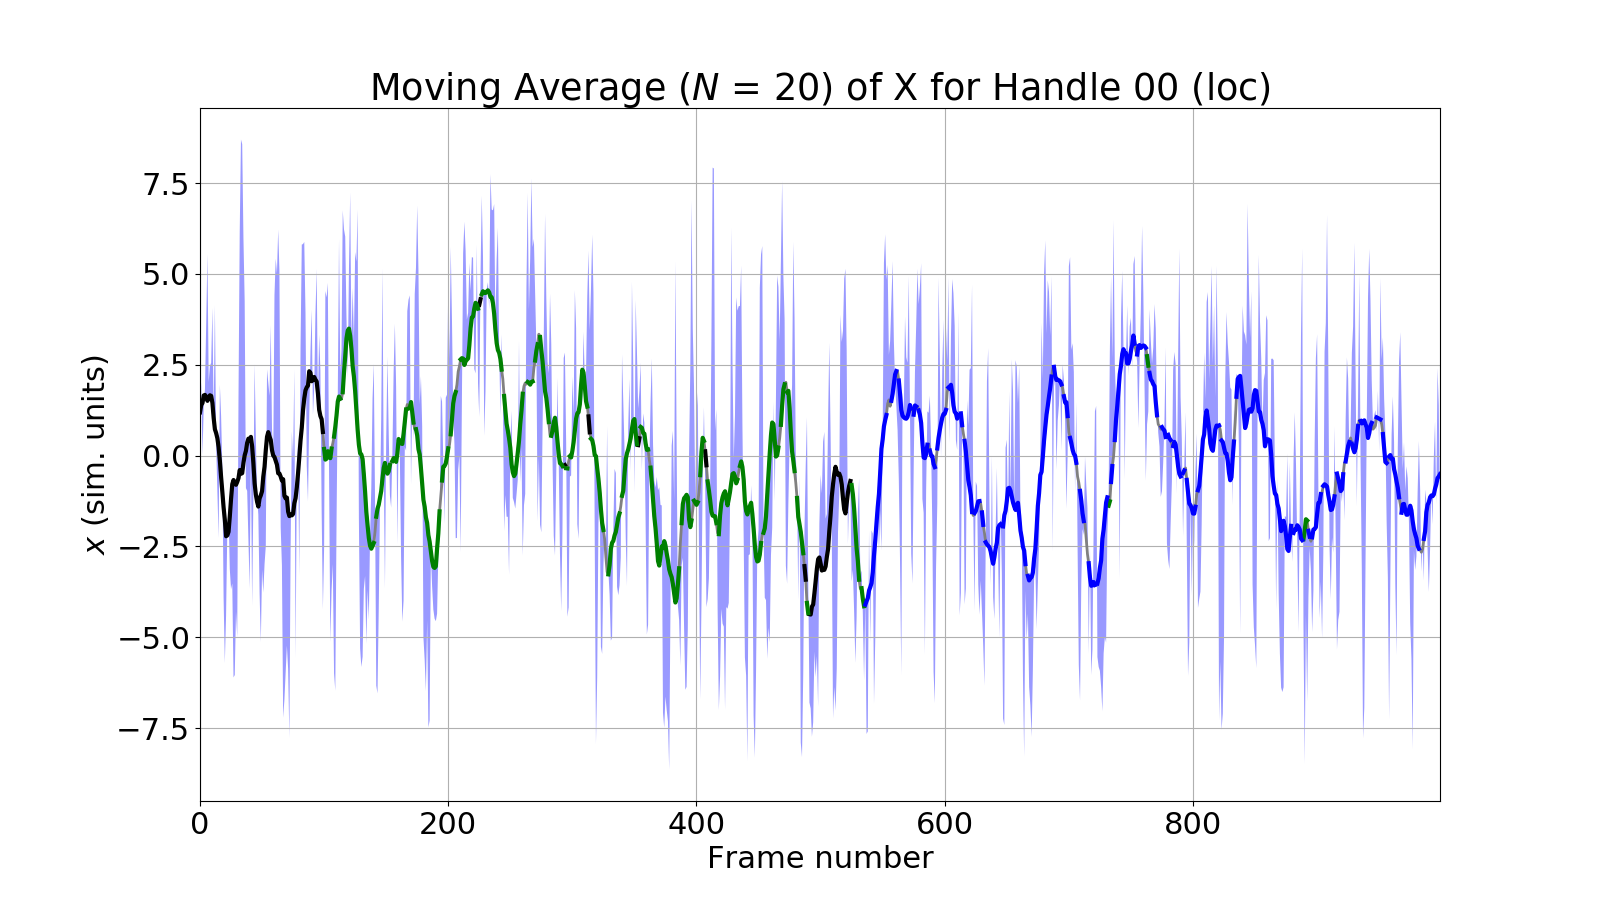 Moving Average (N = 20) of X for Handle 00 (loc)
7.5
5.0
2.5
0.0
−2.5
−5.0
−7.5
x (sim. units)
0 200 400 600 800
Frame number